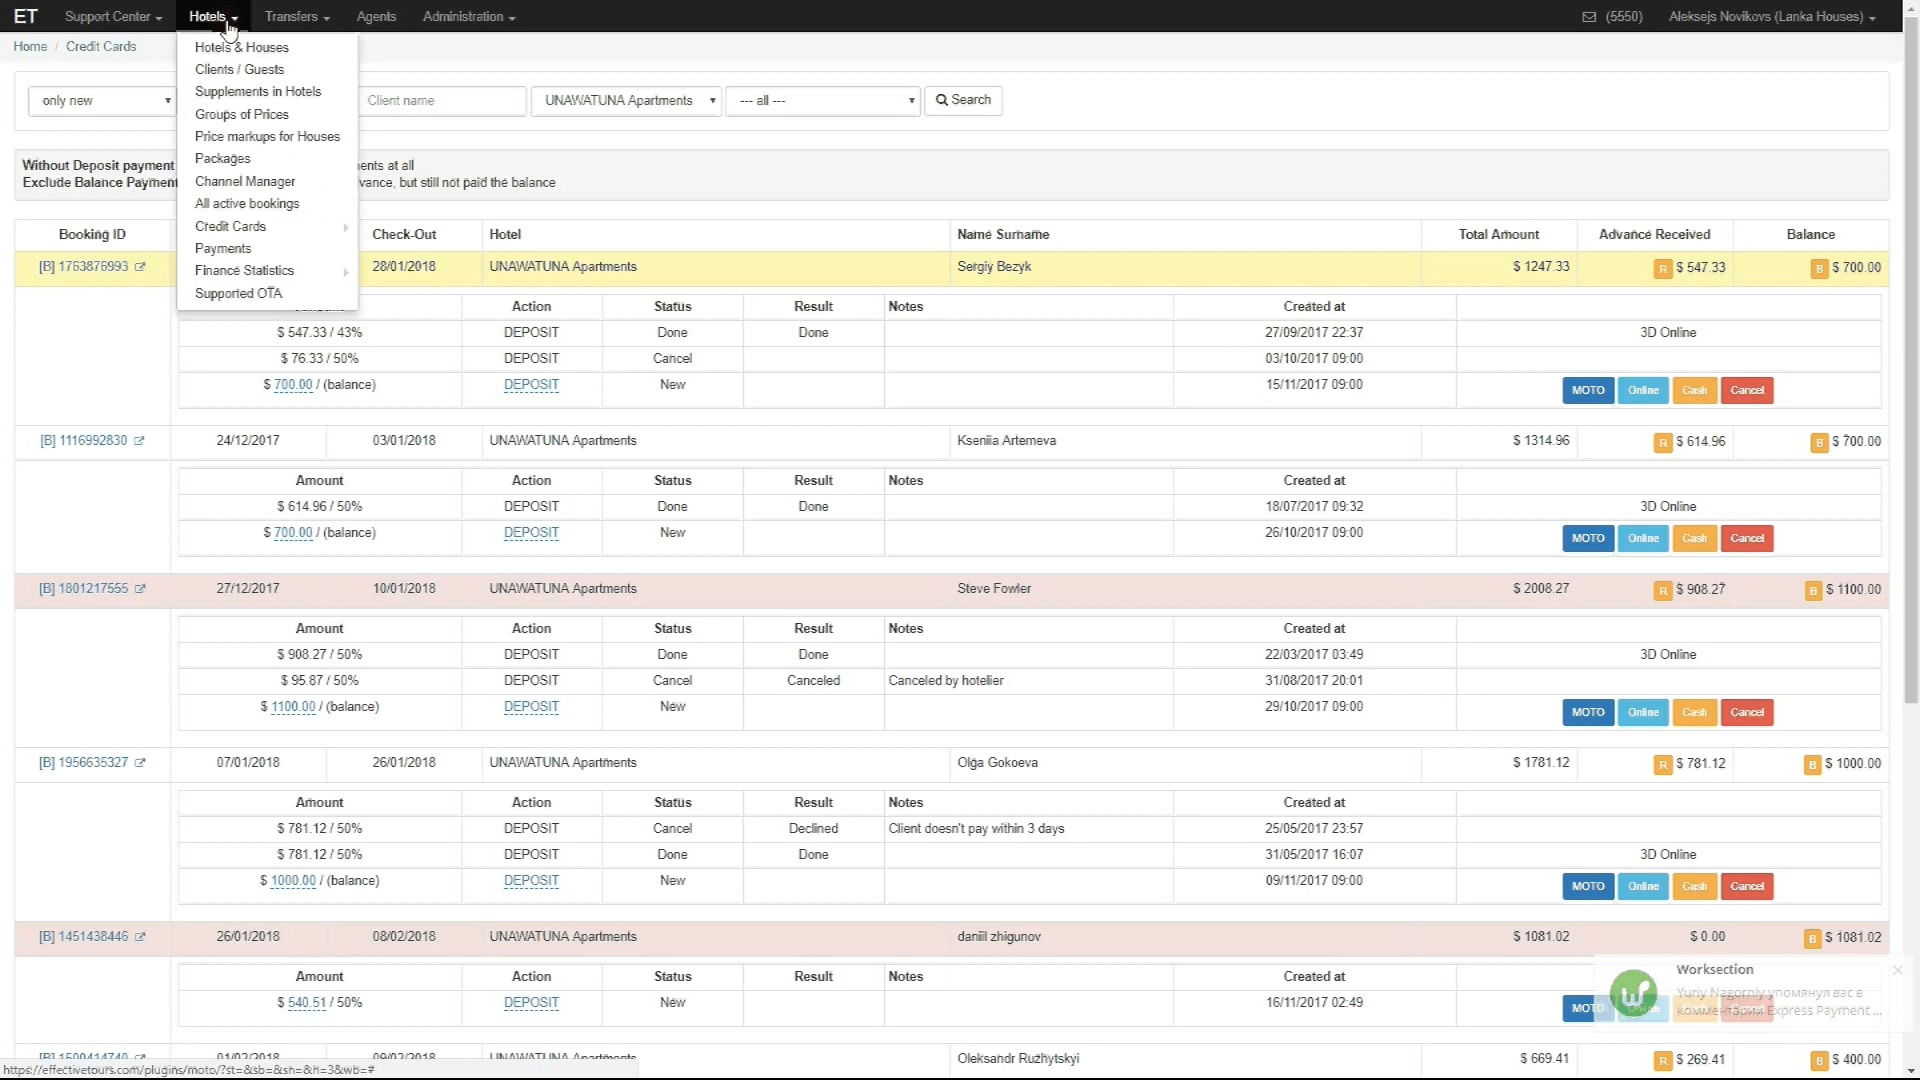 ET Support Center Hotels Transfers Agents Administration (5550) Aleksejs Novikovs (Lanka Houses)
Home / Credit Cards
Hotels & Houses
Clients / Guests
Supplements in Hotels
Groups of Prices
Price markups for Houses
Packages
Channel Manager
All active bookings
Credit Cards
Payments
Finance Statistics
Supported OTA
only new Client name UNAWATUNA Apartments --- all --- Search
Without Deposit payment ents at all
Exclude Balance Payment vance, but still not paid the balance
Booking ID Check-Out Hotel Name Surname Total Amount Advance Received Balance
[B] 1763876993 28/01/2018 UNAWATUNA Apartments Sergiy Bezyk $ 1247.33 R $ 547.33 B $ 700.00
Action Status Result Notes Created at
$ 547.33 / 43% DEPOSIT Done Done 27/09/2017 22:37 3D Online
$ 76.33 / 50% DEPOSIT Cancel 03/10/2017 09:00
$ 700.00 / (balance) DEPOSIT New 15/11/2017 09:00 MOTO Online Cash Cancel
[B] 1116992830 24/12/2017 03/01/2018 UNAWATUNA Apartments Kseniia Artemeva $ 1314.96 R $ 614.96 B $ 700.00
Amount Action Status Result Notes Created at
$ 614.96 / 50% DEPOSIT Done Done 18/07/2017 09:32 3D Online
$ 700.00 / (balance) DEPOSIT New 26/10/2017 09:00 MOTO Online Cash Cancel
[B] 1801217555 27/12/2017 10/01/2018 UNAWATUNA Apartments Steve Fowler $ 2008.27 R $ 908.27 B $ 1100.00
Amount Action Status Result Notes Created at
$ 908.27 / 50% DEPOSIT Done Done 22/03/2017 03:49 3D Online
$ 95.87 / 50% DEPOSIT Cancel Canceled Canceled by hotelier 31/08/2017 20:01
$ 1100.00 / (balance) DEPOSIT New 29/10/2017 09:00 MOTO Online Cash Cancel
[B] 1956635327 07/01/2018 26/01/2018 UNAWATUNA Apartments Olga Gokoeva $ 1781.12 R $ 781.12 B $ 1000.00
Amount Action Status Result Notes Created at
$ 781.12 / 50% DEPOSIT Cancel Declined Client doesn't pay within 3 days 25/05/2017 23:57
$ 781.12 / 50% DEPOSIT Done Done 31/05/2017 16:07 3D Online
$ 1000.00 / (balance) DEPOSIT New 09/11/2017 09:00 MOTO Online Cash Cancel
[B] 1451438446 26/01/2018 08/02/2018 UNAWATUNA Apartments daniil zhigunov $ 1081.02 $ 0.00 B $ 1081.02
Amount Action Status Result Notes Created at
$ 540.51 / 50% DEPOSIT New 16/11/2017 02:49 MOTO
Worksection
Yuriy Nagorniy упомянул вас в
комментарии Express Payment ...
[B] 1500414740 01/02/2018 09/02/2018 UNAWATUNA Apartments Oleksandr Ruzhytskyi $ 669.41 R $ 269.41 B $ 400.00
https://effectivetours.com/plugins/moto/?st=&sb=&sn=&h=3&wb=#